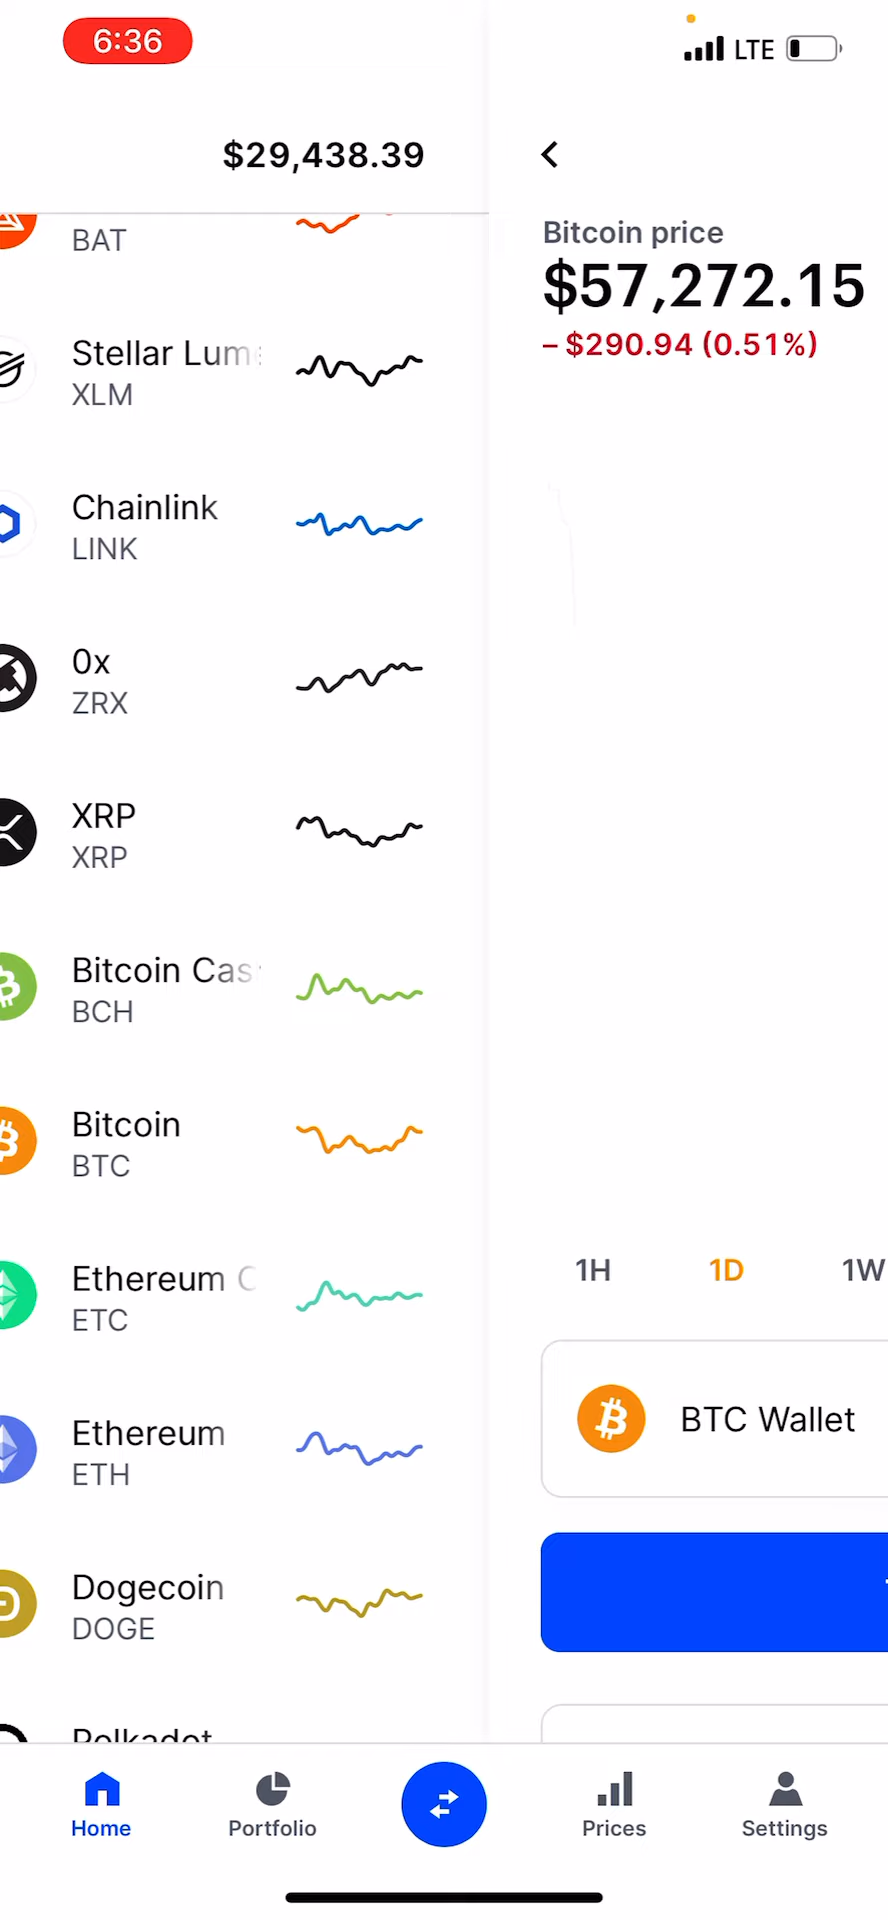 6:36
LTE
$29,438.39
BAT
Stellar Lum
XLM
Chainlink
LINK
0x
ZRX
XRP
XRP
Bitcoin Cas
BCH
Bitcoin
BTC
Ethereum C
ETC
Ethereum
ETH
Dogecoin
DOGE
Polkadot
Bitcoin price
$57,272.15
– $290.94 (0.51%)
1H 1D 1W
BTC Wallet
Home Portfolio Prices Settings